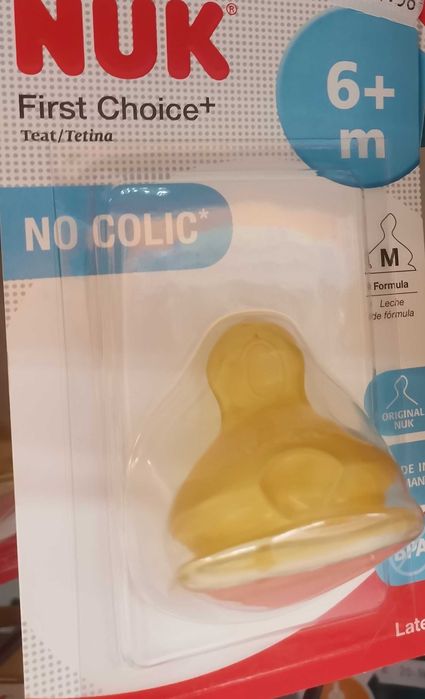 NUK®
First Choice+
Teat/Tetina
6+
m
NO COLIC*
M
Formula
Leche
de fórmula
ORIGINAL
NUK